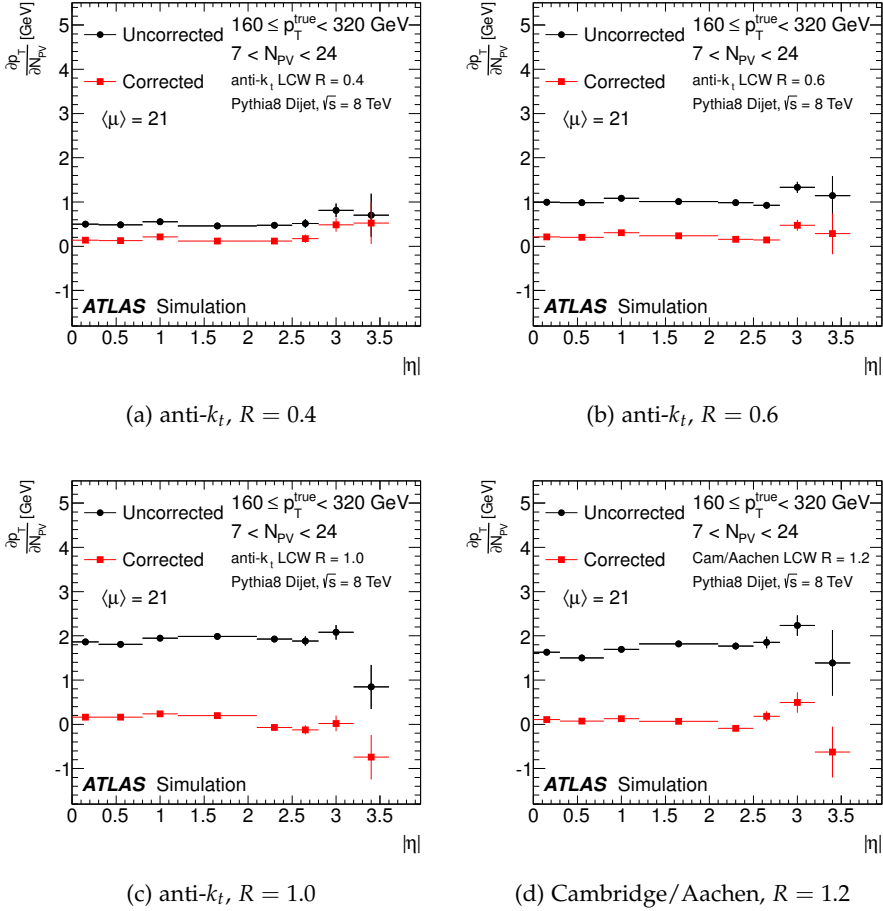 ∂p_T/∂N_PV [GeV]
5
4
3
2
1
0
-1
Uncorrected
Corrected
⟨μ⟩ = 21
160 ≤ p_T^true < 320 GeV
7 < N_PV < 24
anti-k_t LCW R = 0.4
Pythia8 Dijet, √s = 8 TeV
ATLAS Simulation
0 0.5 1 1.5 2 2.5 3 3.5
|η|
(a) anti-k_t, R = 0.4
∂p_T/∂N_PV [GeV]
5
4
3
2
1
0
-1
Uncorrected
Corrected
⟨μ⟩ = 21
160 ≤ p_T^true < 320 GeV
7 < N_PV < 24
anti-k_t LCW R = 0.6
Pythia8 Dijet, √s = 8 TeV
ATLAS Simulation
0 0.5 1 1.5 2 2.5 3 3.5
|η|
(b) anti-k_t, R = 0.6
∂p_T/∂N_PV [GeV]
5
4
3
2
1
0
-1
Uncorrected
Corrected
⟨μ⟩ = 21
160 ≤ p_T^true < 320 GeV
7 < N_PV < 24
anti-k_t LCW R = 1.0
Pythia8 Dijet, √s = 8 TeV
ATLAS Simulation
0 0.5 1 1.5 2 2.5 3 3.5
|η|
(c) anti-k_t, R = 1.0
∂p_T/∂N_PV [GeV]
5
4
3
2
1
0
-1
Uncorrected
Corrected
⟨μ⟩ = 21
160 ≤ p_T^true < 320 GeV
7 < N_PV < 24
Cam/Aachen LCW R = 1.2
Pythia8 Dijet, √s = 8 TeV
ATLAS Simulation
0 0.5 1 1.5 2 2.5 3 3.5
|η|
(d) Cambridge/Aachen, R = 1.2